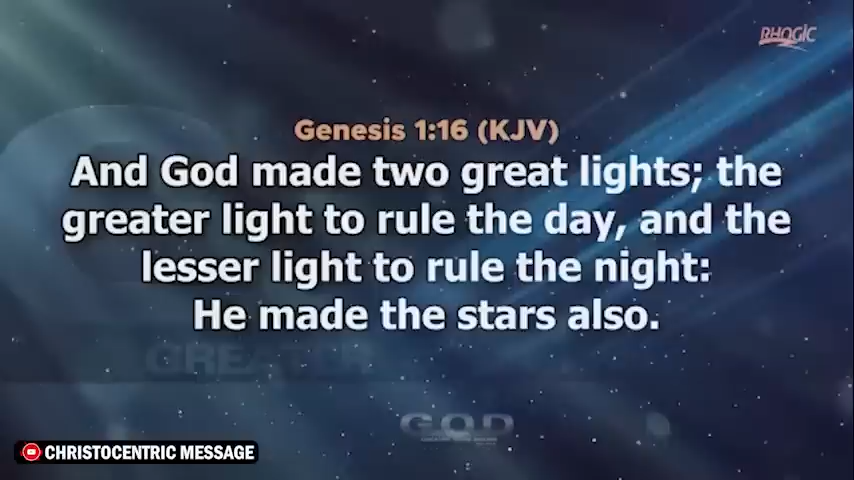 RHOGIC
Genesis 1:16 (KJV)
And God made two great lights; the
greater light to rule the day, and the
lesser light to rule the night:
He made the stars also.
GREATER
G.O.D
CHRISTOCENTRIC MESSAGE